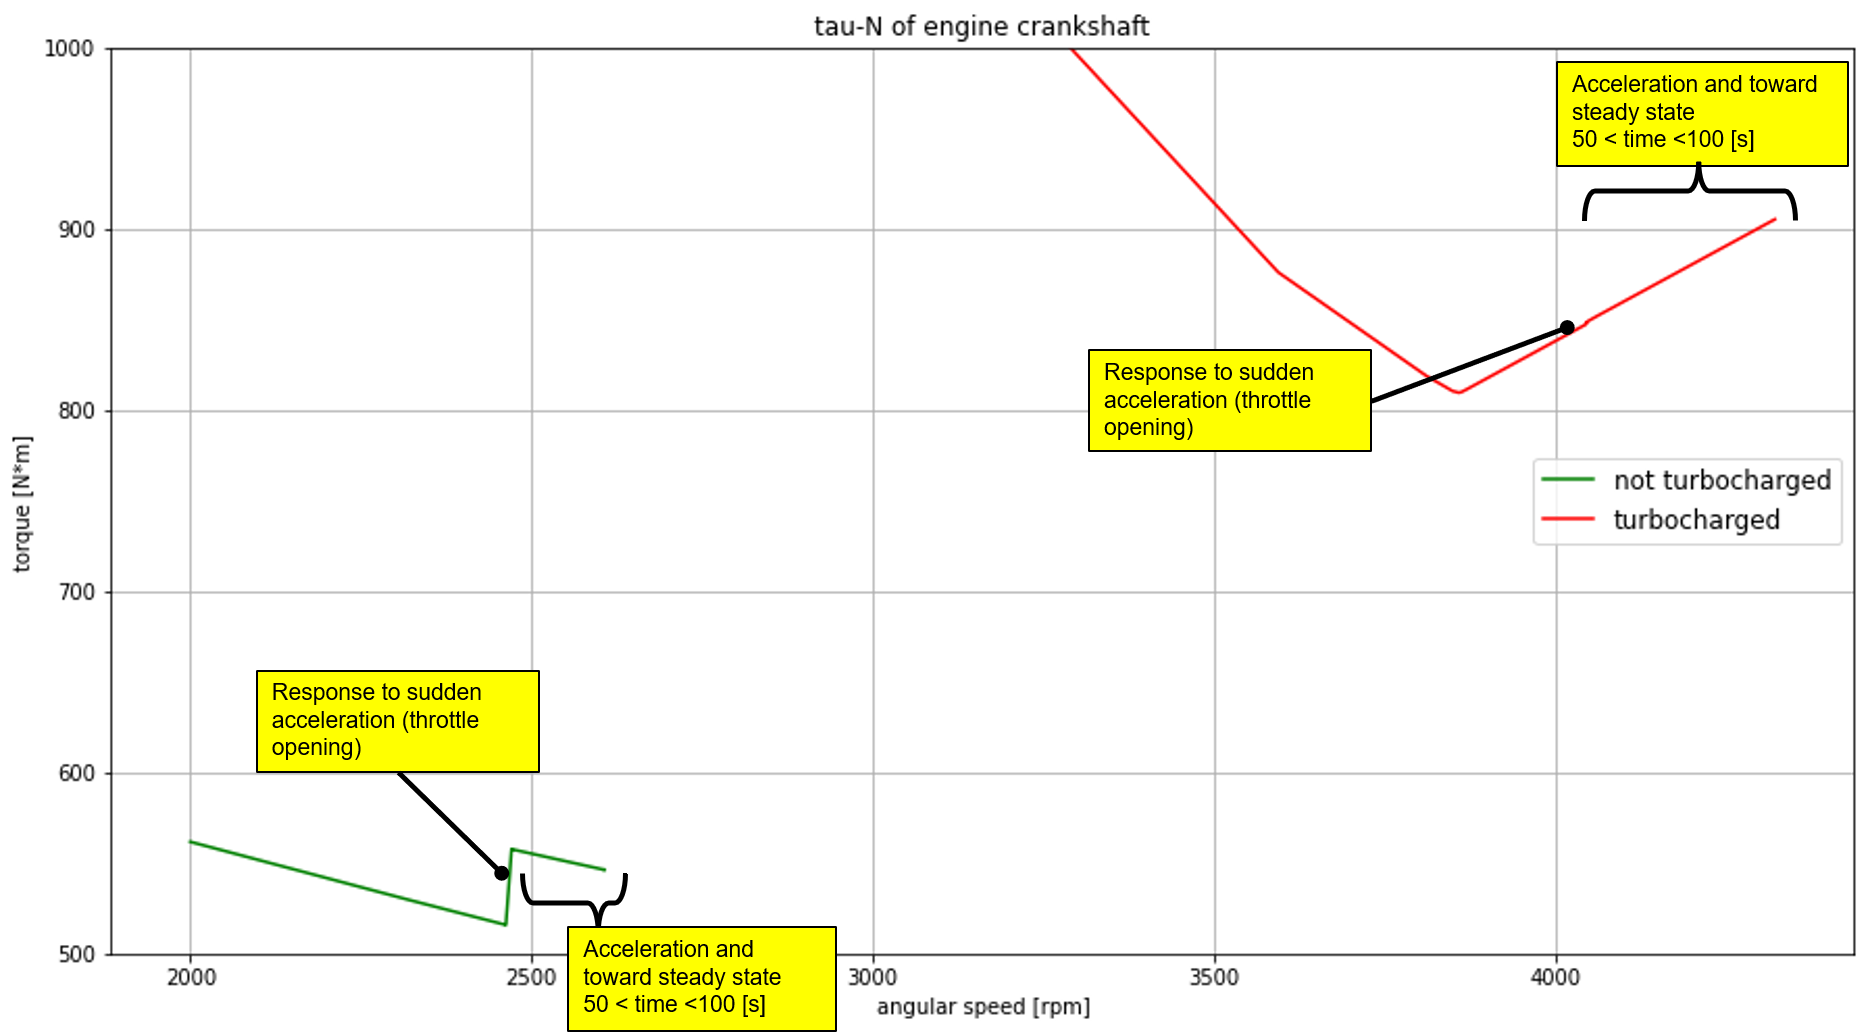 tau-N of engine crankshaft
1000
900
800
700
600
500
torque [N*m]
Acceleration and toward
steady state
50 < time <100 [s]
Response to sudden
acceleration (throttle
opening)
not turbocharged
turbocharged
Response to sudden
acceleration (throttle
opening)
Acceleration and
toward steady state
50 < time <100 [s]
2000
2500
3000
3500
4000
angular speed [rpm]